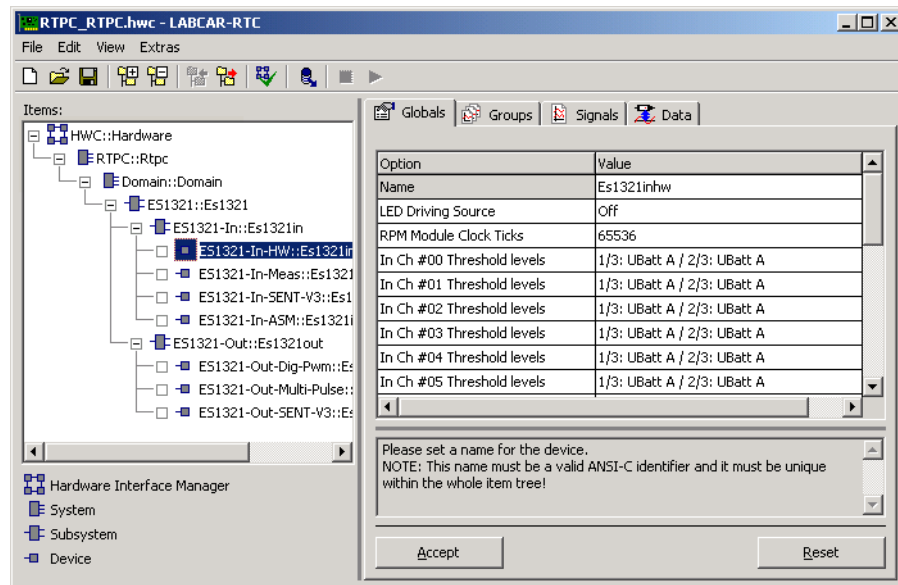 RTPC_RTPC.hwc - LABCAR-RTC
File Edit View Extras
Items:
HWC::Hardware
RTPC::Rtpc
Domain::Domain
ES1321::Es1321
ES1321-In::Es1321in
ES1321-In-HW::Es1321in
ES1321-In-Meas::Es1321
ES1321-In-SENT-V3::Es1
ES1321-In-ASM::Es1321i
ES1321-Out::Es1321out
ES1321-Out-Dig-Pwm::Es
ES1321-Out-Multi-Pulse::
ES1321-Out-SENT-V3::Es
Hardware Interface Manager
System
Subsystem
Device
Globals Groups Signals Data
Option Value
Name Es1321inhw
LED Driving Source Off
RPM Module Clock Ticks 65536
In Ch #00 Threshold levels 1/3: UBatt A / 2/3: UBatt A
In Ch #01 Threshold levels 1/3: UBatt A / 2/3: UBatt A
In Ch #02 Threshold levels 1/3: UBatt A / 2/3: UBatt A
In Ch #03 Threshold levels 1/3: UBatt A / 2/3: UBatt A
In Ch #04 Threshold levels 1/3: UBatt A / 2/3: UBatt A
In Ch #05 Threshold levels 1/3: UBatt A / 2/3: UBatt A
Please set a name for the device.
NOTE: This name must be a valid ANSI-C identifier and it must be unique
within the whole item tree!
Accept Reset